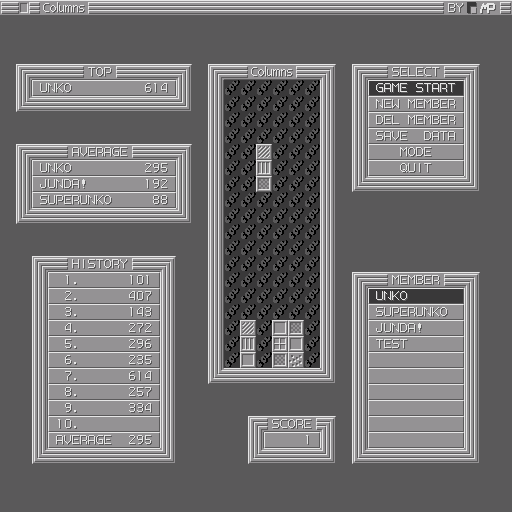 Columns BY MP
TOP
UNKO 614
AVERAGE
UNKO 295
JUNDA! 192
SUPERUNKO 88
HISTORY
1. 101
2. 407
3. 143
4. 272
5. 296
6. 235
7. 614
8. 257
9. 334
10.
AVERAGE 295
Columns
SCORE
1
SELECT
GAME START
NEW MEMBER
DEL MEMBER
SAVE DATA
MODE
QUIT
MEMBER
UNKO
SUPERUNKO
JUNDA!
TEST